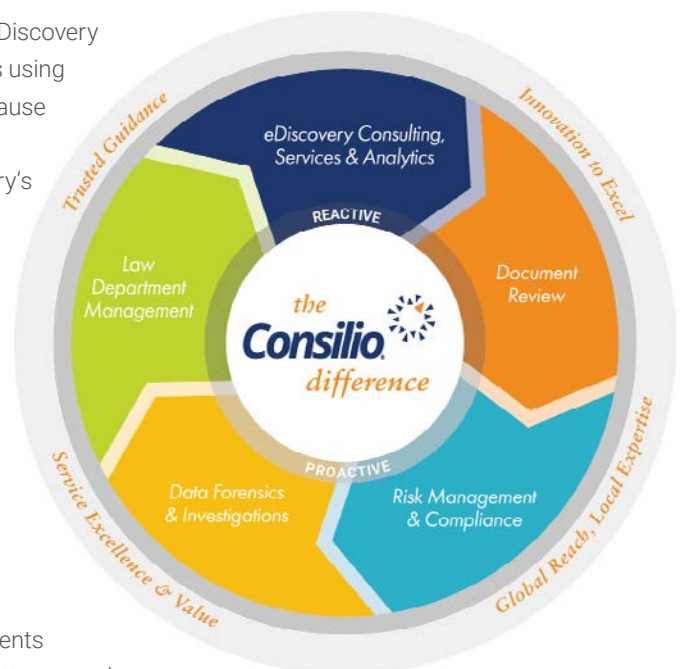 Discovery
using
ause
ry's
Trusted Guidance
Innovation to Excel
eDiscovery Consulting,
Services & Analytics
REACTIVE
Law
Department
Management
Document
Review
the
Consilio
difference
PROACTIVE
Data Forensics
& Investigations
Risk Management
& Compliance
Service Excellence & Value
Global Reach, Local Expertise
ents